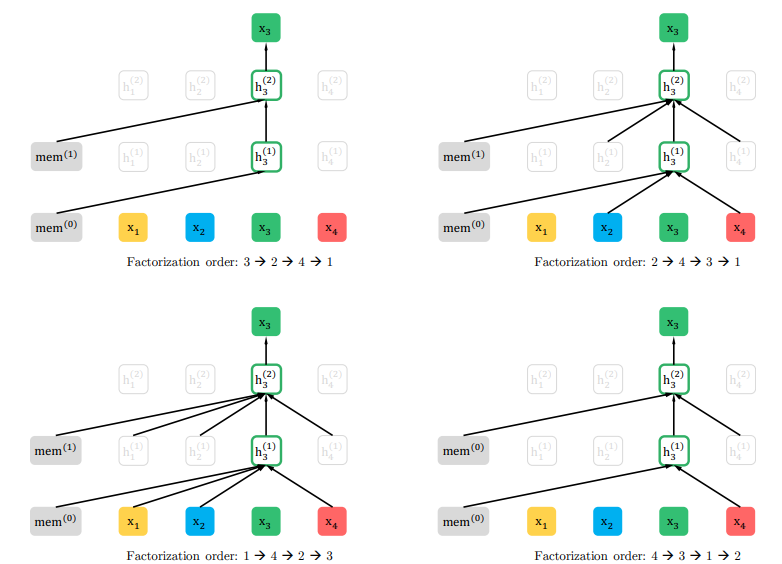 x₃ x₃
h₁⁽²⁾ h₂⁽²⁾ h₃⁽²⁾ h₄⁽²⁾ h₁⁽²⁾ h₂⁽²⁾ h₃⁽²⁾ h₄⁽²⁾
mem⁽¹⁾ h₁⁽¹⁾ h₂⁽¹⁾ h₃⁽¹⁾ h₄⁽¹⁾ mem⁽¹⁾ h₁⁽¹⁾ h₂⁽¹⁾ h₃⁽¹⁾ h₄⁽¹⁾
mem⁽⁰⁾ x₁ x₂ x₃ x₄ mem⁽⁰⁾ x₁ x₂ x₃ x₄
Factorization order: 3 → 2 → 4 → 1 Factorization order: 2 → 4 → 3 → 1
x₃ x₃
h₁⁽²⁾ h₂⁽²⁾ h₃⁽²⁾ h₄⁽²⁾ h₁⁽²⁾ h₂⁽²⁾ h₃⁽²⁾ h₄⁽²⁾
mem⁽¹⁾ h₁⁽¹⁾ h₂⁽¹⁾ h₃⁽¹⁾ h₄⁽¹⁾ mem⁽⁰⁾ h₁⁽¹⁾ h₂⁽¹⁾ h₃⁽¹⁾ h₄⁽¹⁾
mem⁽⁰⁾ x₁ x₂ x₃ x₄ mem⁽⁰⁾ x₁ x₂ x₃ x₄
Factorization order: 1 → 4 → 2 → 3 Factorization order: 4 → 3 → 1 → 2